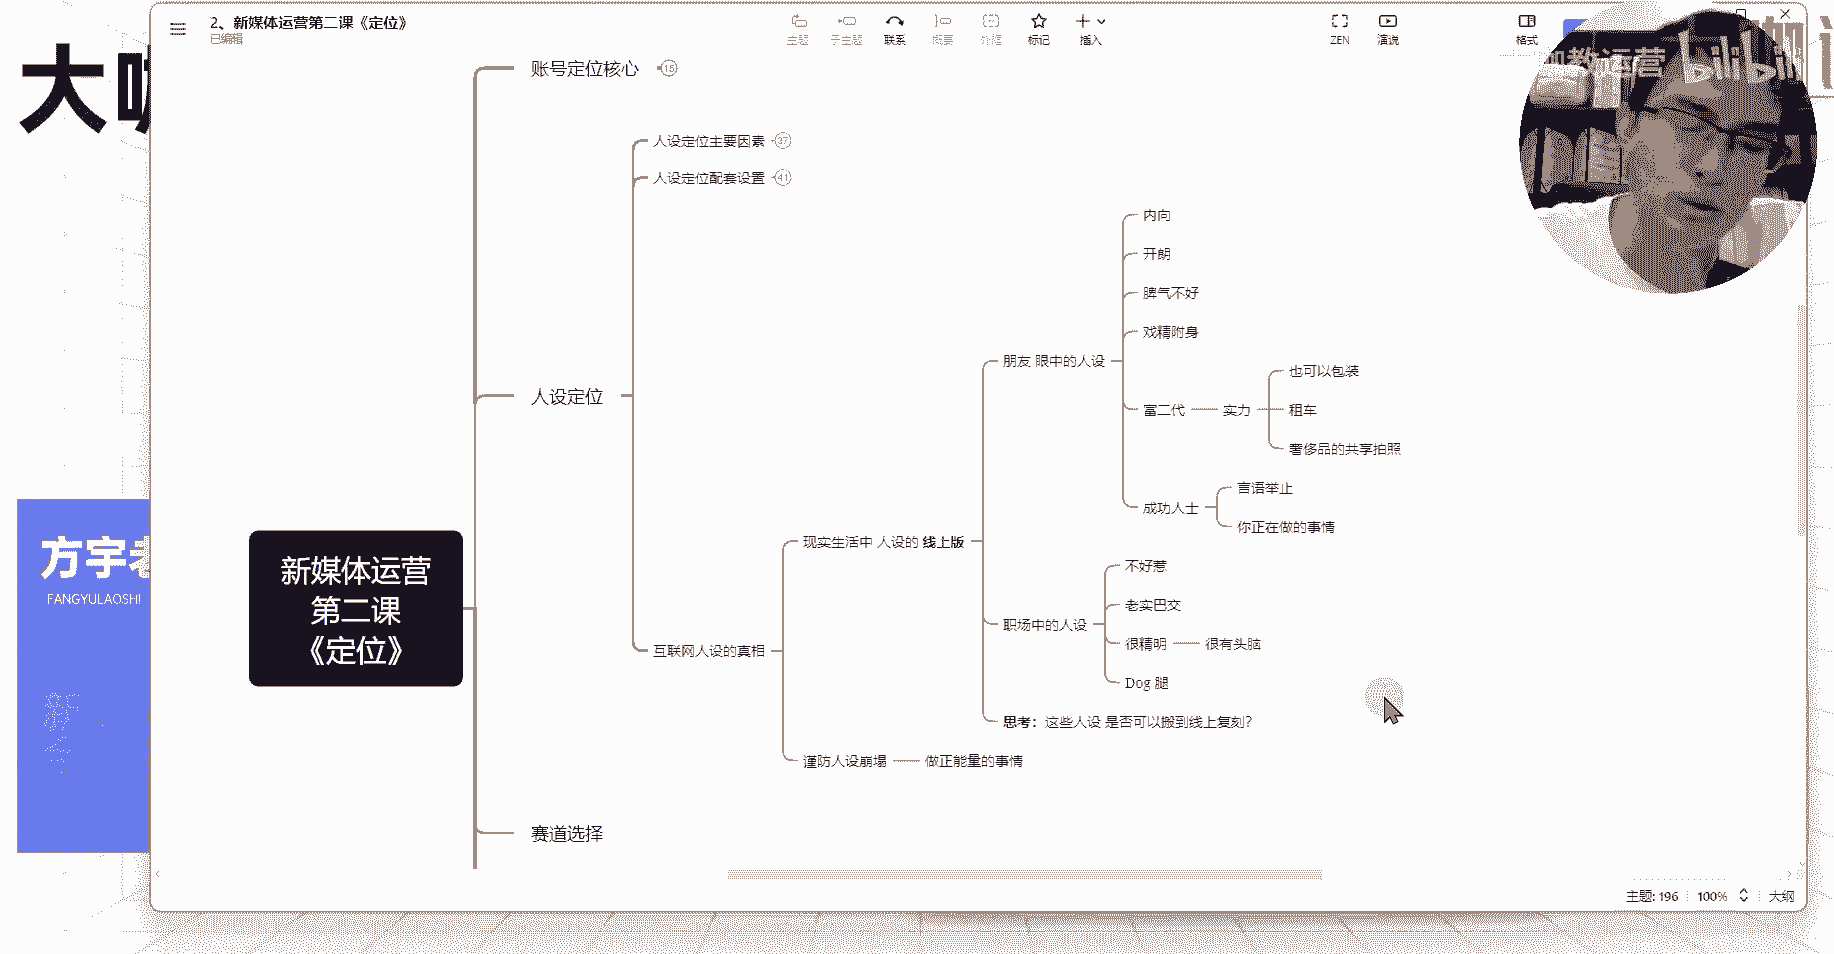 2、新媒体运营第二课《定位》
已编辑
主题
子主题
联系
概要
外框
标记
插入
ZEN
演说
格式
bilibili
大
方宇老
FANGYULAOSHI
新媒体运营
第二课
《定位》
账号定位核心
15
人设定位
人设定位主要因素
37
人设定位配套设置
41
互联网人设的真相
现实生活中 人设的 线上版
朋友 眼中的人设
内向
开朗
脾气不好
戏精附身
富二代
实力
也可以包装
租车
奢侈品的共享拍照
成功人士
言语举止
你正在做的事情
职场中的人设
不好惹
老实巴交
很精明
很有头脑
Dog 腿
思考：这些人设 是否可以搬到线上复刻？
谨防人设崩塌
做正能量的事情
赛道选择
主题: 196
100%
大纲